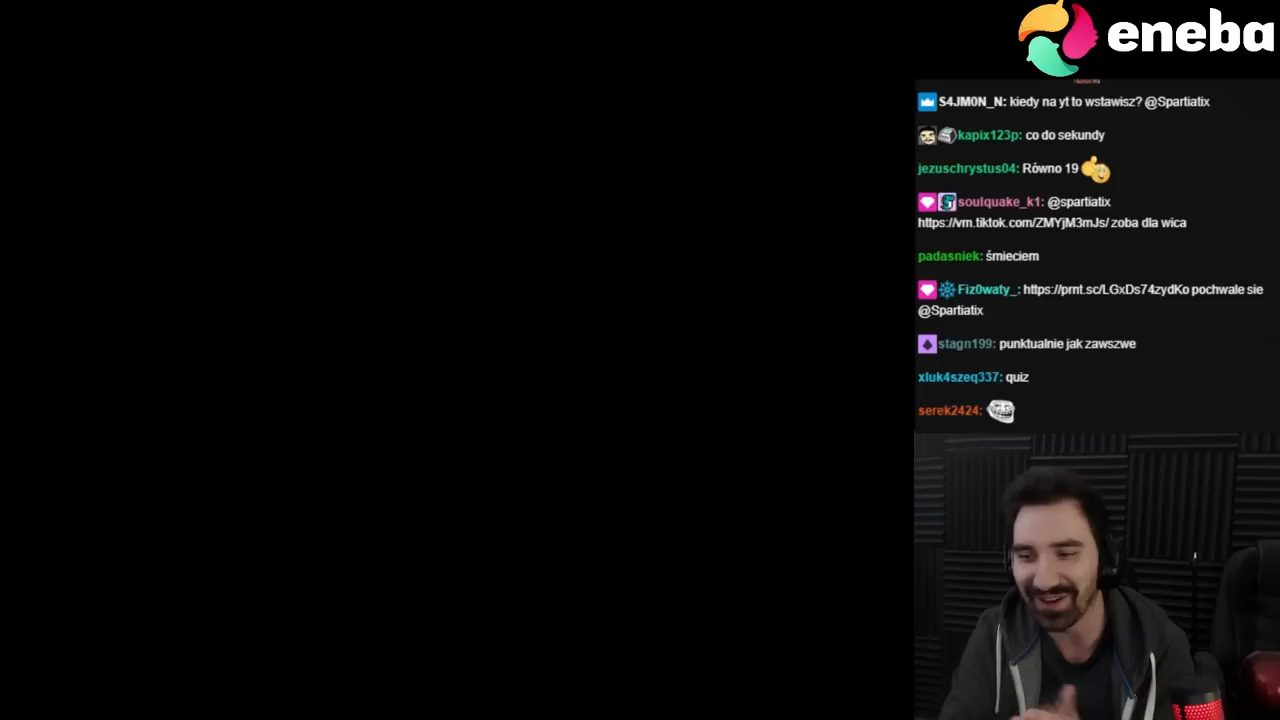 eneba
S4JM0N_N: kiedy na yt to wstawisz? @Spartiatix
kapix123p: co do sekundy
jezuschrystus04: Równo 19
soulquake_k1: @spartiatix
https://vm.tiktok.com/ZMYjM3mJs/ zoba dla wica
padasniek: śmieciem
Fiz0waty_: https://prnt.sc/LGxDs74zydKo pochwale sie
@Spartiatix
stagn199: punktualnie jak zawszwe
xluk4szeq337: quiz
serek2424: